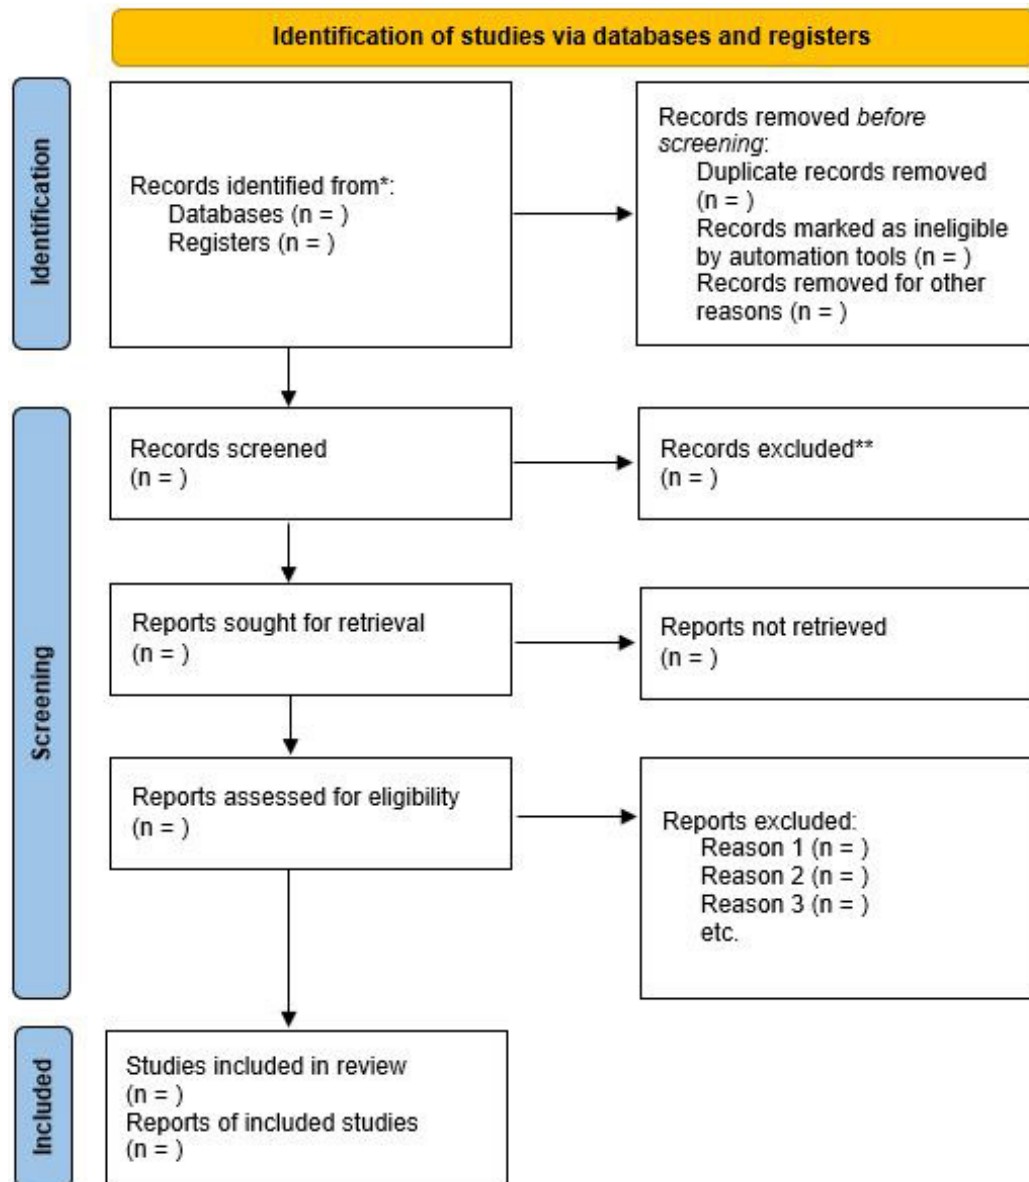 Identification of studies via databases and registers
Identification
Records identified from*:
Databases (n = )
Registers (n = )
Records removed before
screening:
Duplicate records removed
(n = )
Records marked as ineligible
by automation tools (n = )
Records removed for other
reasons (n = )
Screening
Records screened
(n = )
Records excluded**
(n = )
Reports sought for retrieval
(n = )
Reports not retrieved
(n = )
Reports assessed for eligibility
(n = )
Reports excluded:
Reason 1 (n = )
Reason 2 (n = )
Reason 3 (n = )
etc.
Included
Studies included in review
(n = )
Reports of included studies
(n = )